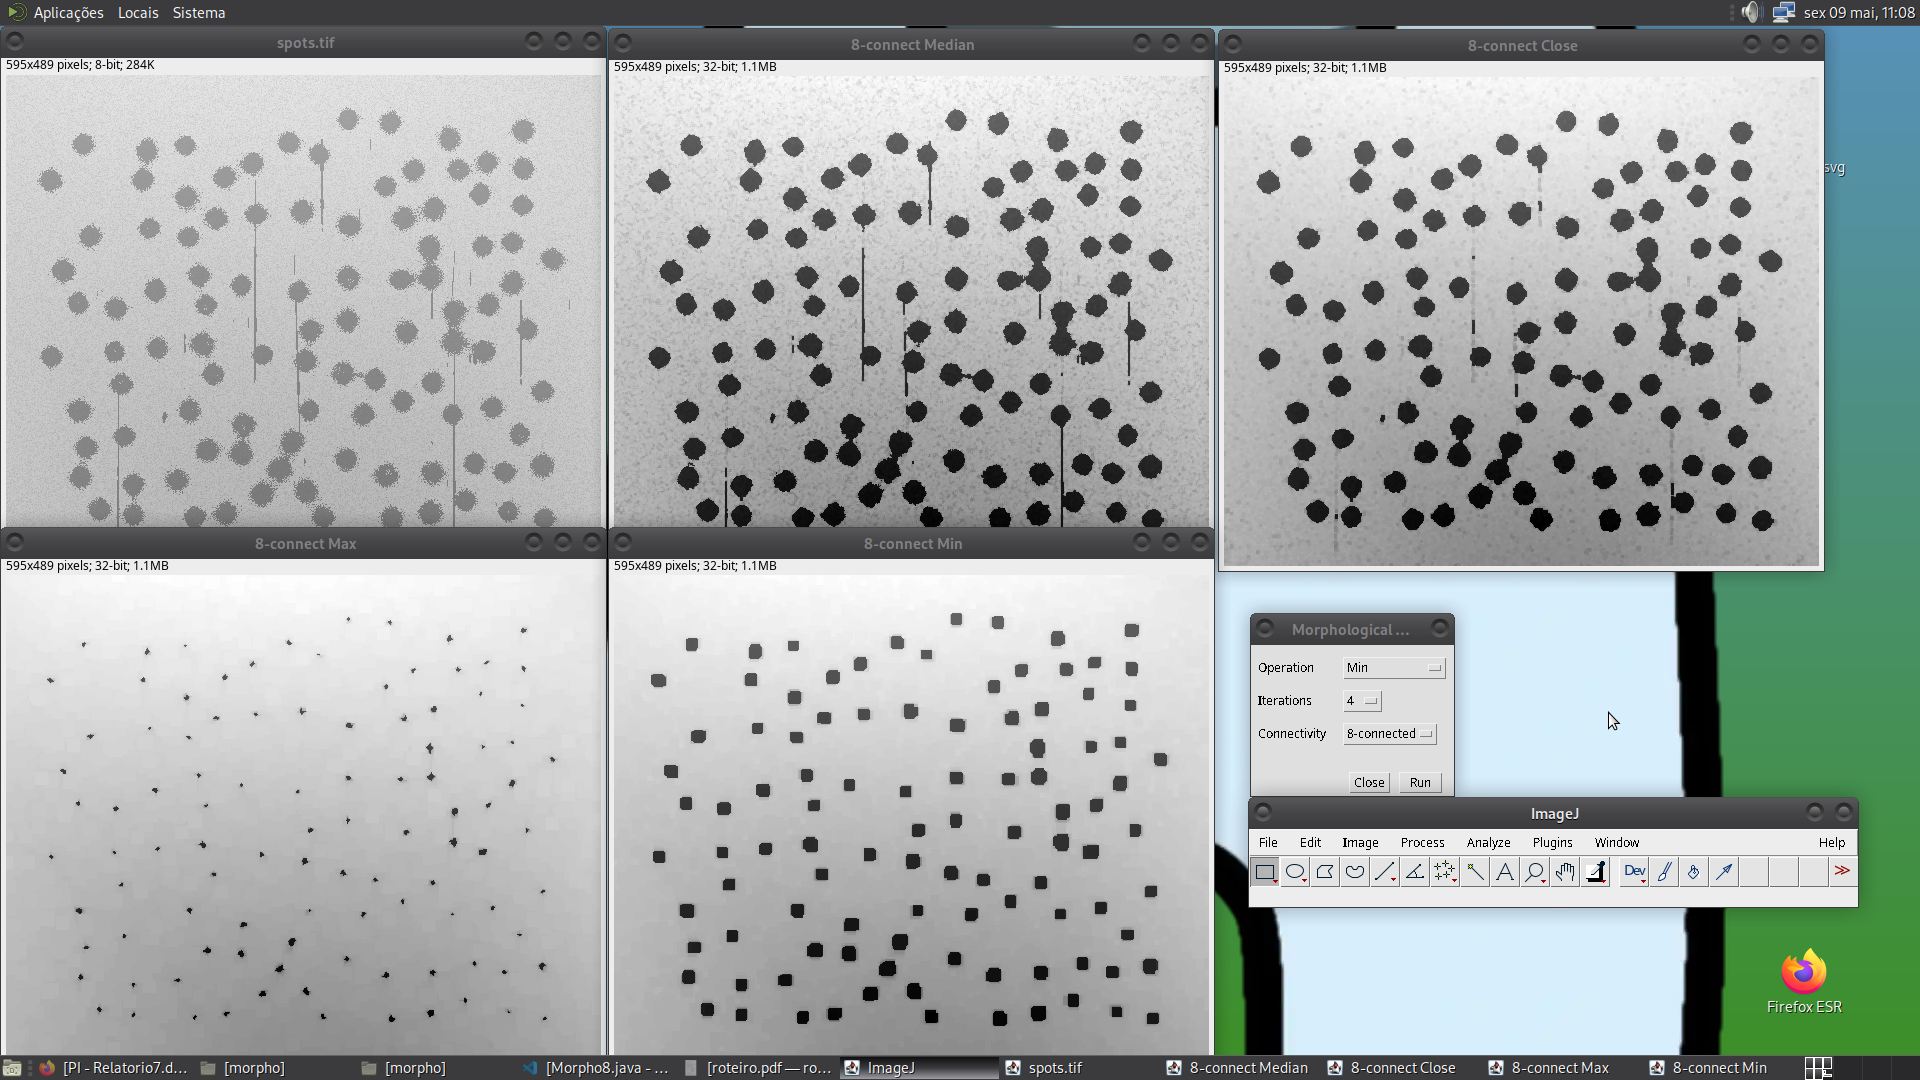 Aplicações Locais Sistema
sex 09 mai, 11:08
spots.tif
595x489 pixels; 8-bit; 284K
8-connect Median
595x489 pixels; 32-bit; 1.1MB
8-connect Close
595x489 pixels; 32-bit; 1.1MB
svg
8-connect Max
595x489 pixels; 32-bit; 1.1MB
8-connect Min
595x489 pixels; 32-bit; 1.1MB
Morphological ...
Operation Min
Iterations 4
Connectivity 8-connected
Close Run
ImageJ
File Edit Image Process Analyze Plugins Window Help
A Dev >>
Firefox ESR
[PI - Relatorio7.d... [morpho] [morpho] [Morpho8.java - ... [roteiro.pdf — ro... ImageJ spots.tif 8-connect Median 8-connect Close 8-connect Max 8-connect Min